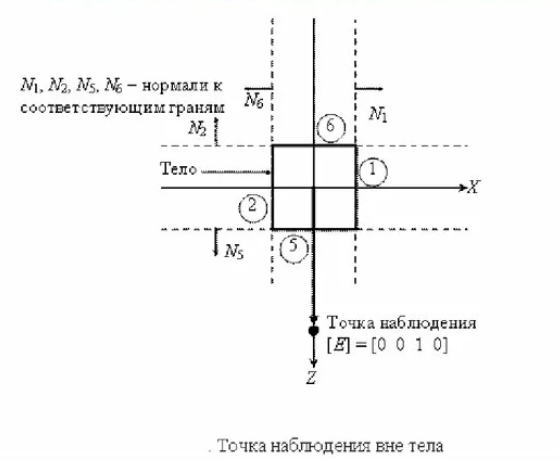 N₁, N₂, N₅, N₆ – нормали к
соответствующим граням
N₆
N₁
N₂
6
Тело
1
X
2
5
N₅
Точка наблюдения
[E] = [0 0 1 0]
Z
. Точка наблюдения вне тела